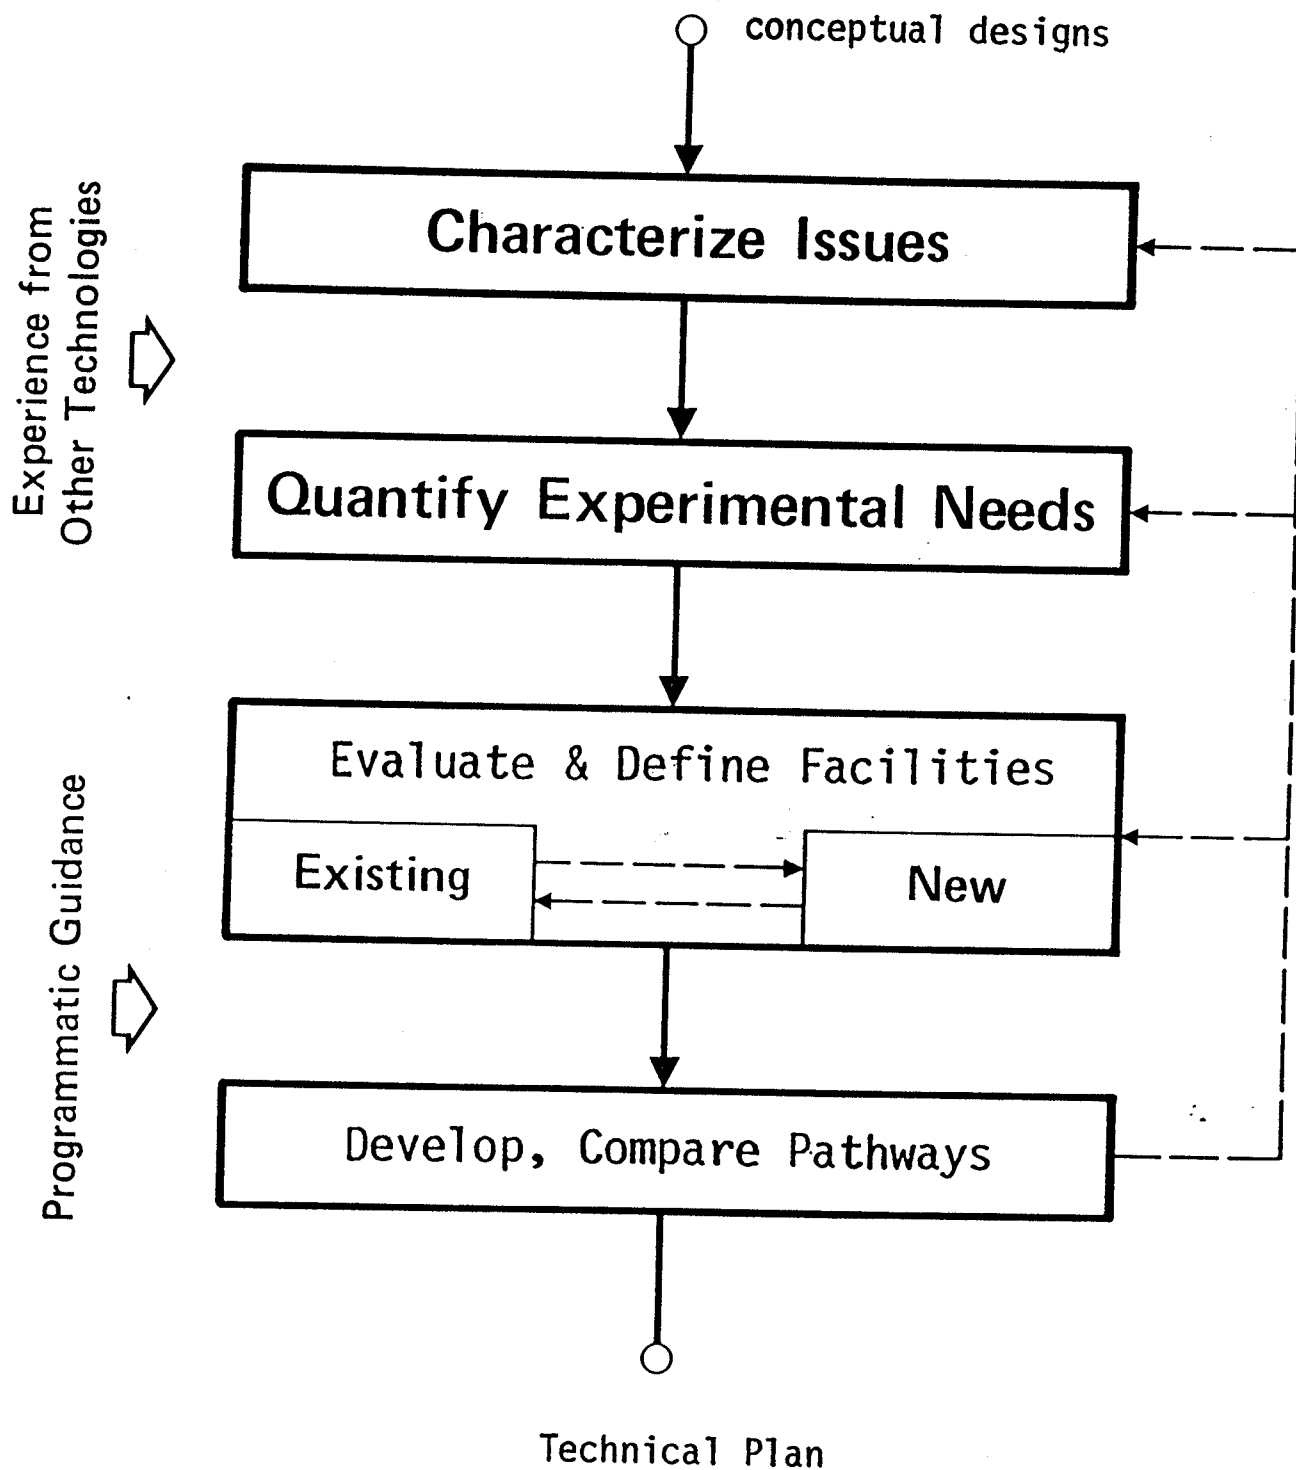 conceptual designs
Characterize Issues
Experience from
Other Technologies
Quantify Experimental Needs
Evaluate & Define Facilities
Existing
New
Programmatic Guidance
Develop, Compare Pathways
Technical Plan